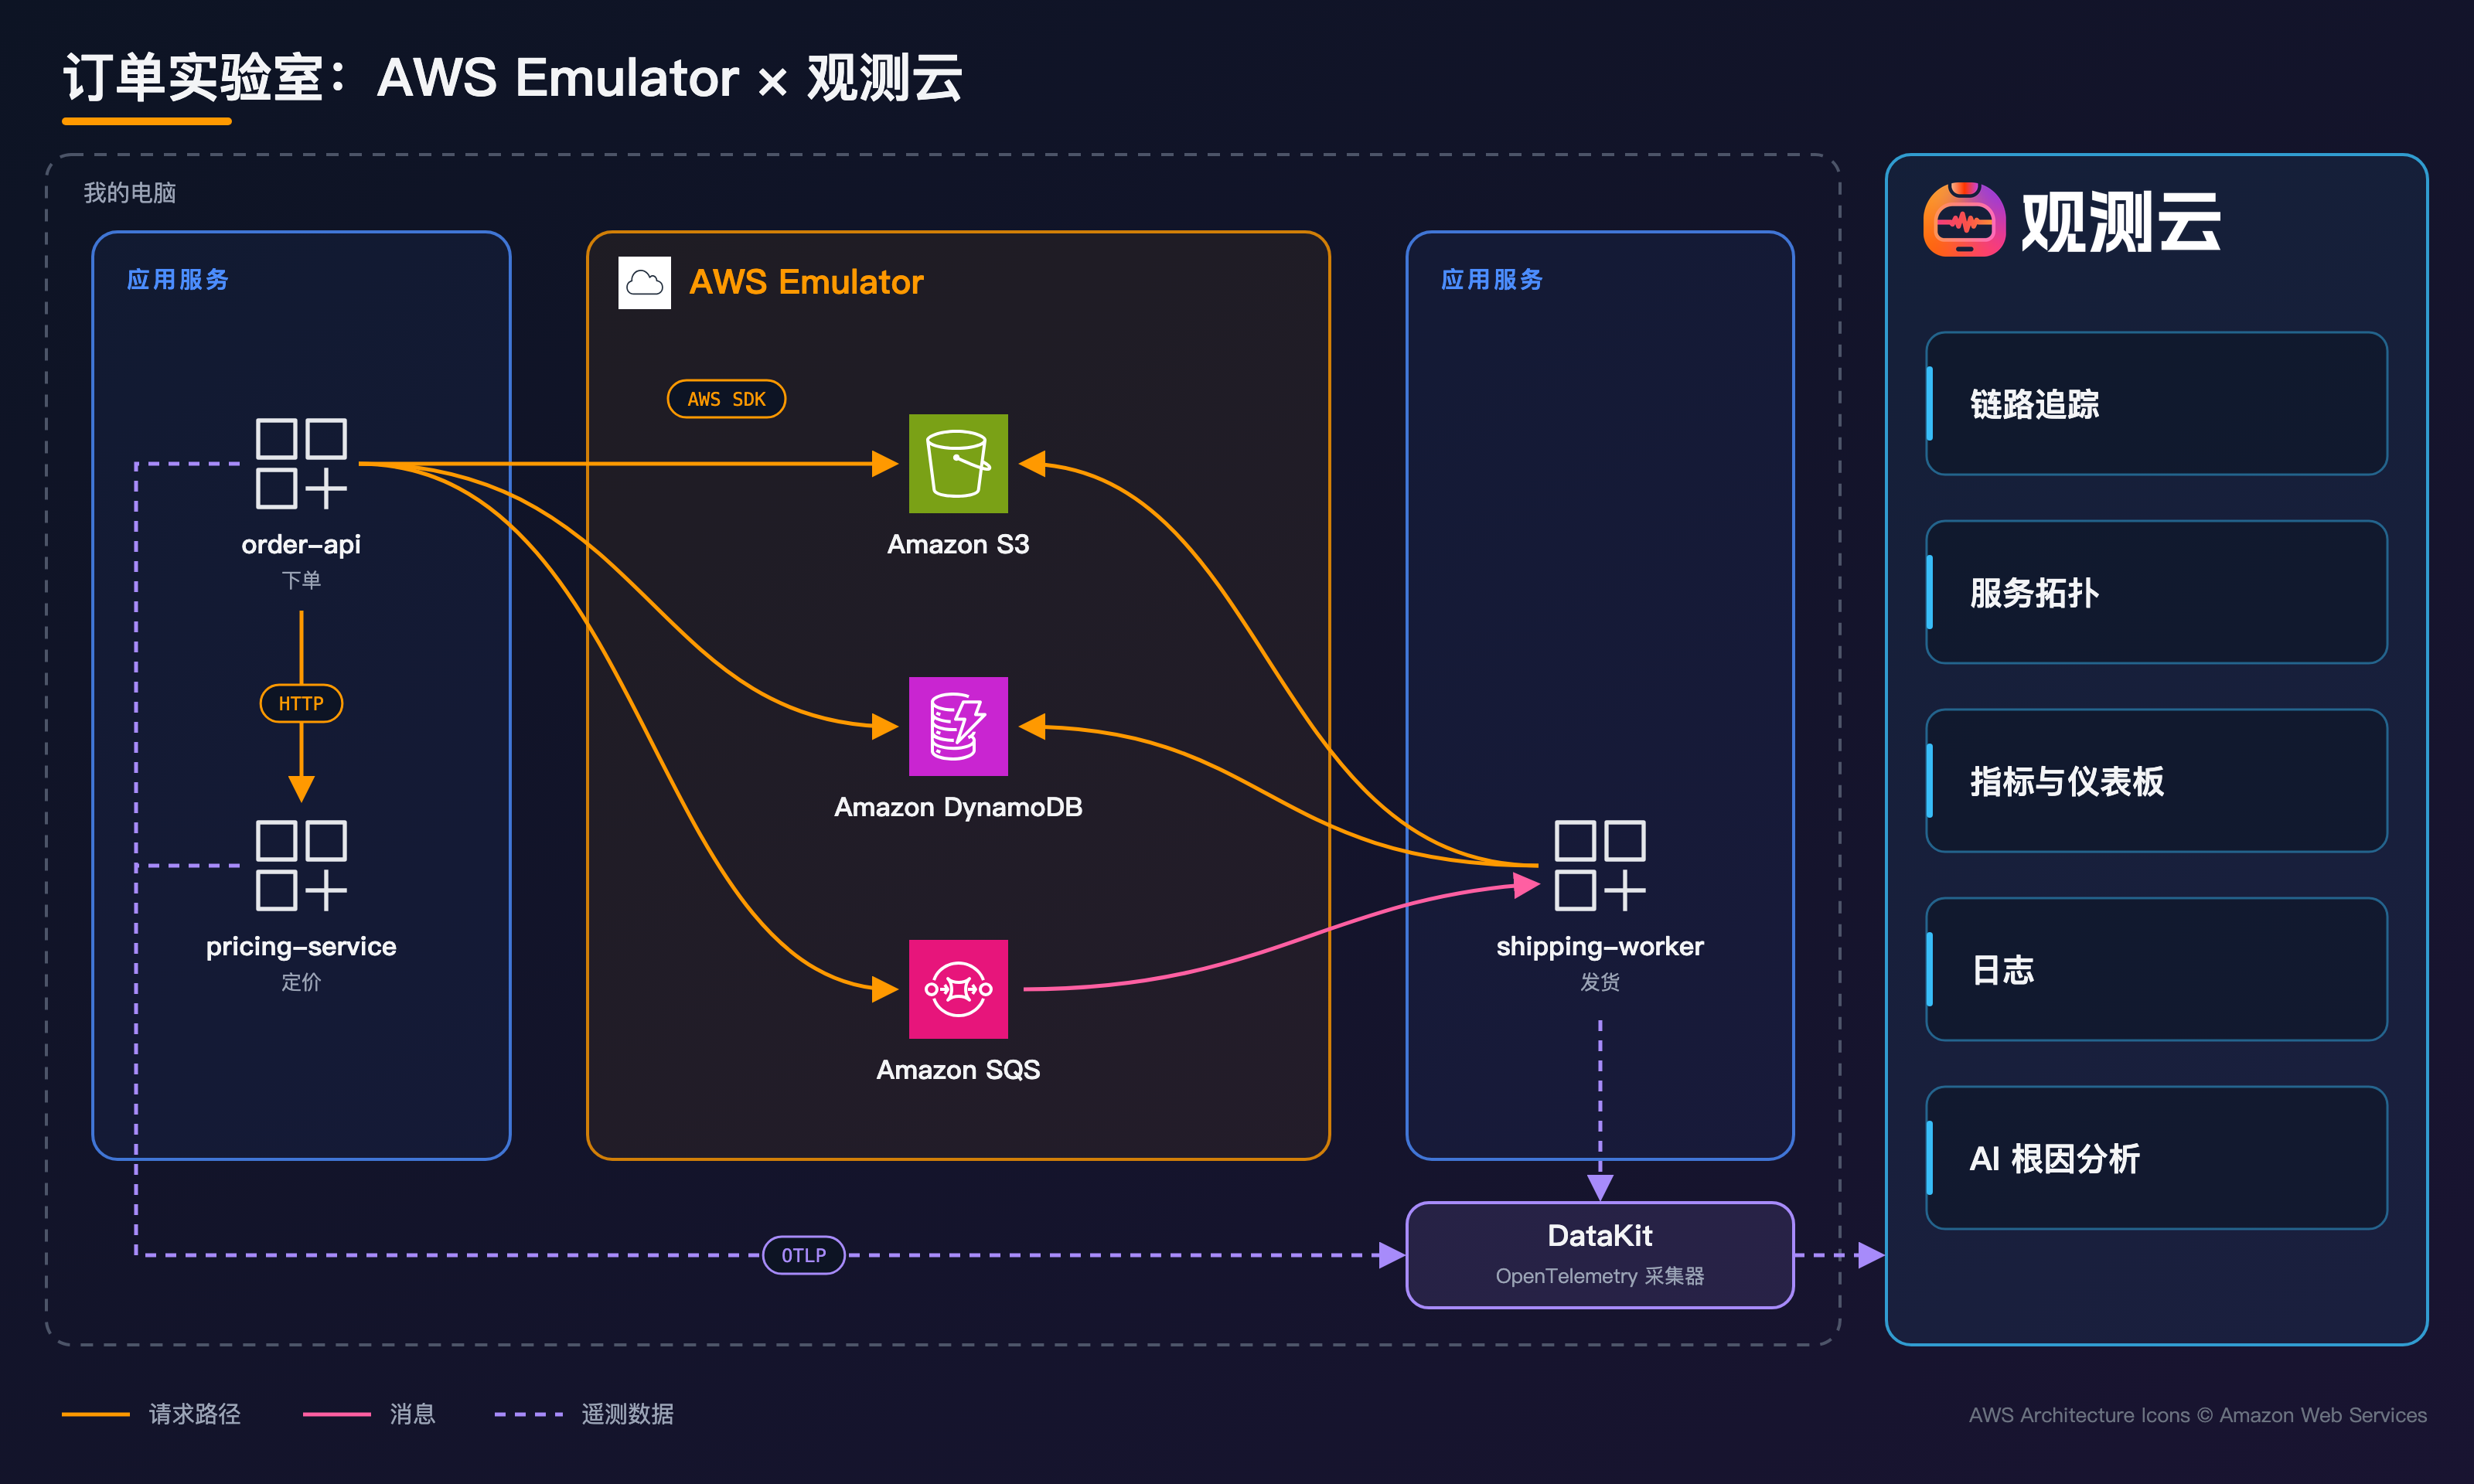 订单实验室：AWS Emulator × 观测云
我的电脑
应用服务
order-api
下单
HTTP
pricing-service
定价
AWS Emulator
AWS SDK
Amazon S3
Amazon DynamoDB
Amazon SQS
应用服务
shipping-worker
发货
OTLP
DataKit
OpenTelemetry 采集器
观测云
链路追踪
服务拓扑
指标与仪表板
日志
AI 根因分析
请求路径
消息
遥测数据
AWS Architecture Icons © Amazon Web Services